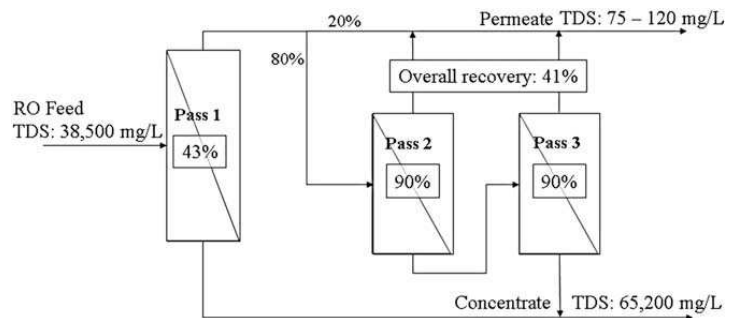 20%
Permeate TDS: 75 – 120 mg/L
80%
Overall recovery: 41%
RO Feed
TDS: 38,500 mg/L
Pass 1
43%
Pass 2
90%
Pass 3
90%
Concentrate
TDS: 65,200 mg/L